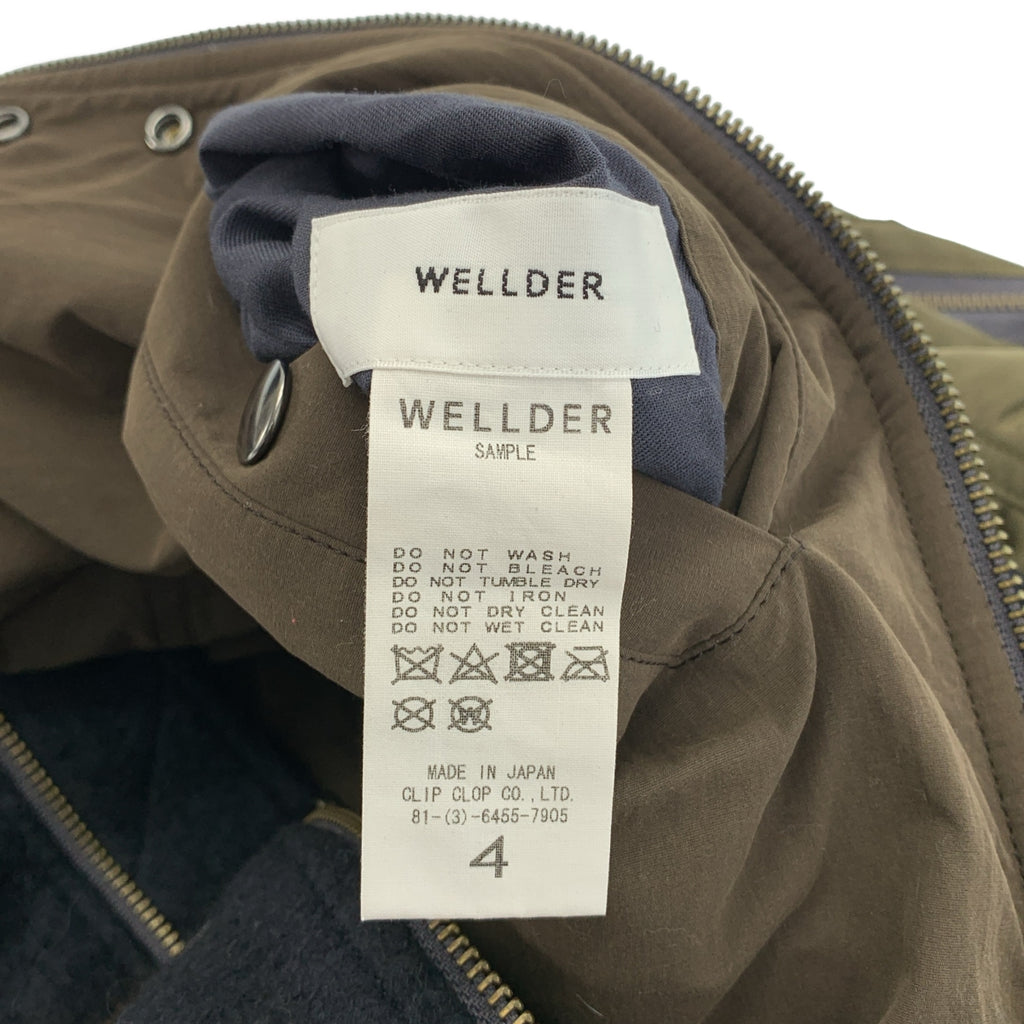 WELLDER
WELLDER
SAMPLE
DO NOT WASH
DO NOT BLEACH
DO NOT TUMBLE DRY
DO NOT IRON
DO NOT DRY CLEAN
DO NOT WET CLEAN
W
MADE IN JAPAN
CLIP CLOP CO.,LTD.
81-(3)-6455-7905
4